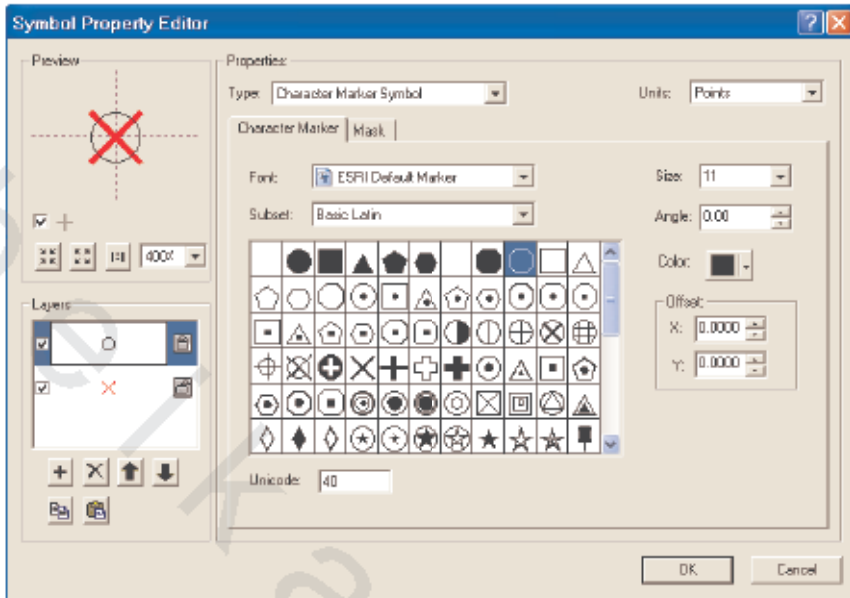 Symbol Property Editor
Preview
400%
Layers
Properties:
Type: Character Marker Symbol
Units: Points
Character Marker
Mask
Font: ESRI Default Marker
Size: 11
Subset: Basic Latin
Angle: 0.00
Color:
Offset:
X: 0.0000
Y: 0.0000
Unicode: 40
OK
Cancel